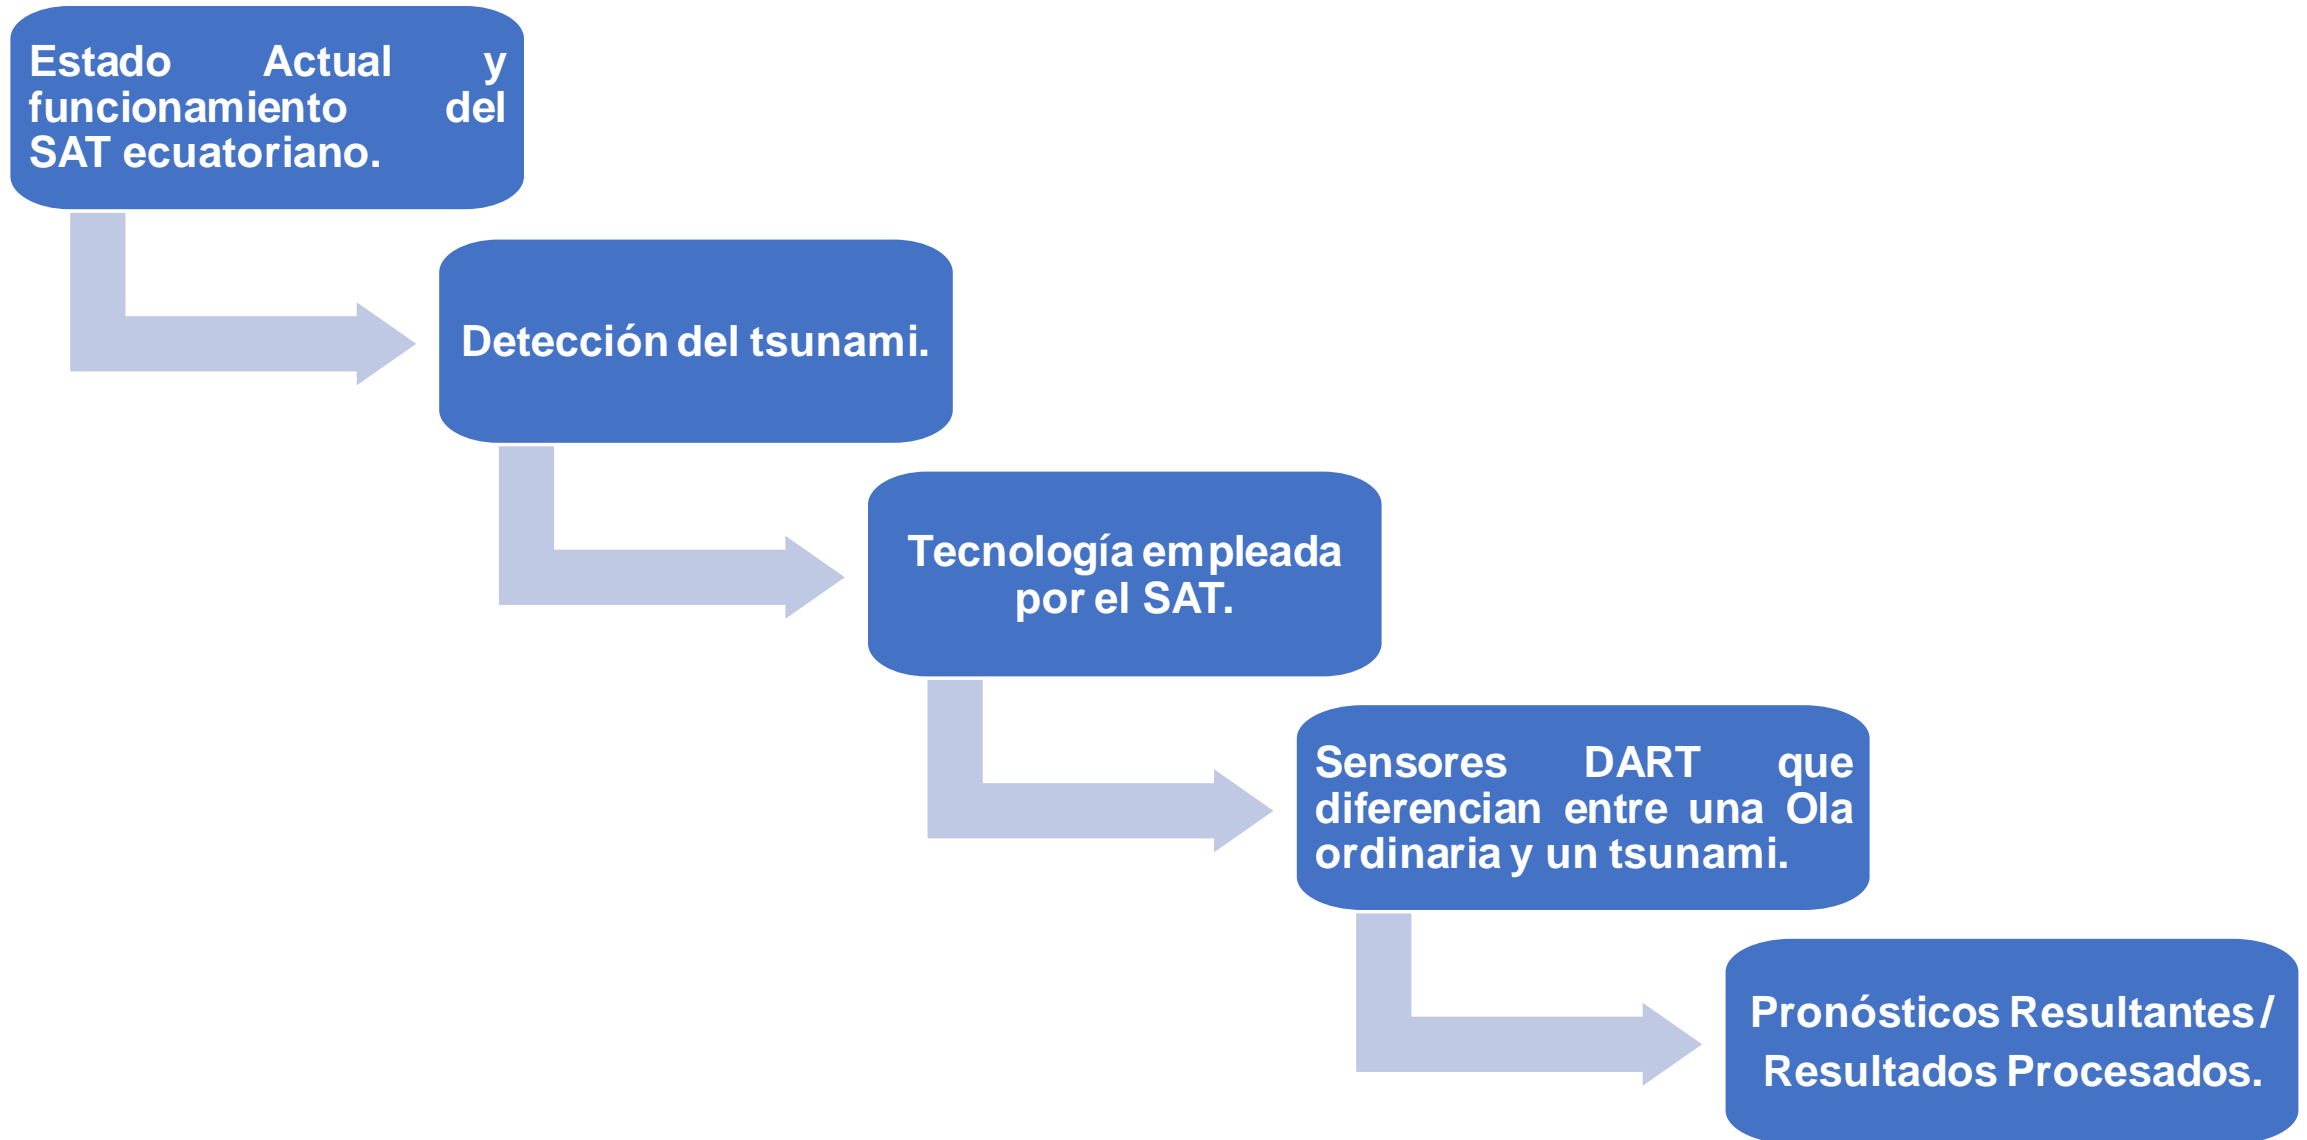 Estado Actual y
funcionamiento del
SAT ecuatoriano.
Detección del tsunami.
Tecnología empleada
por el SAT.
Sensores DART que
diferencian entre una Ola
ordinaria y un tsunami.
Pronósticos Resultantes/
Resultados Procesados.